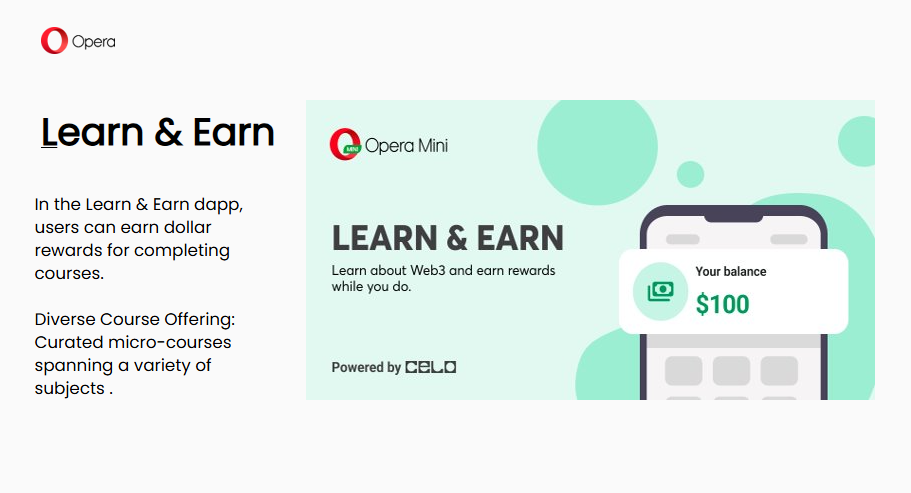 Opera
Learn & Earn
In the Learn & Earn dapp,
users can earn dollar
rewards for completing
courses.
Diverse Course Offering:
Curated micro-courses
spanning a variety of
subjects .
MINI
Opera Mini
LEARN & EARN
Learn about Web3 and earn rewards
while you do.
Your balance
$100
Powered by CELO